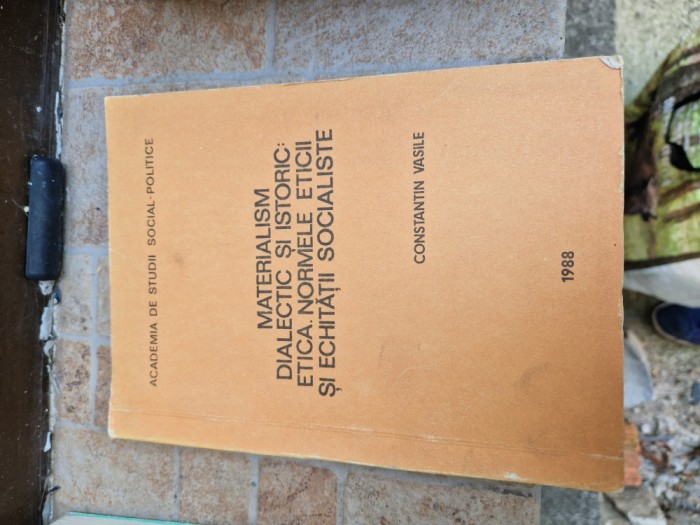 ACADEMIA DE STUDII SOCIAL-POLITICE
MATERIALISM
DIALECTIC ȘI ISTORIC:
ETICA. NORMELE ETICII
ȘI ECHITĂȚII SOCIALISTE
CONSTANTIN VASILE
1988